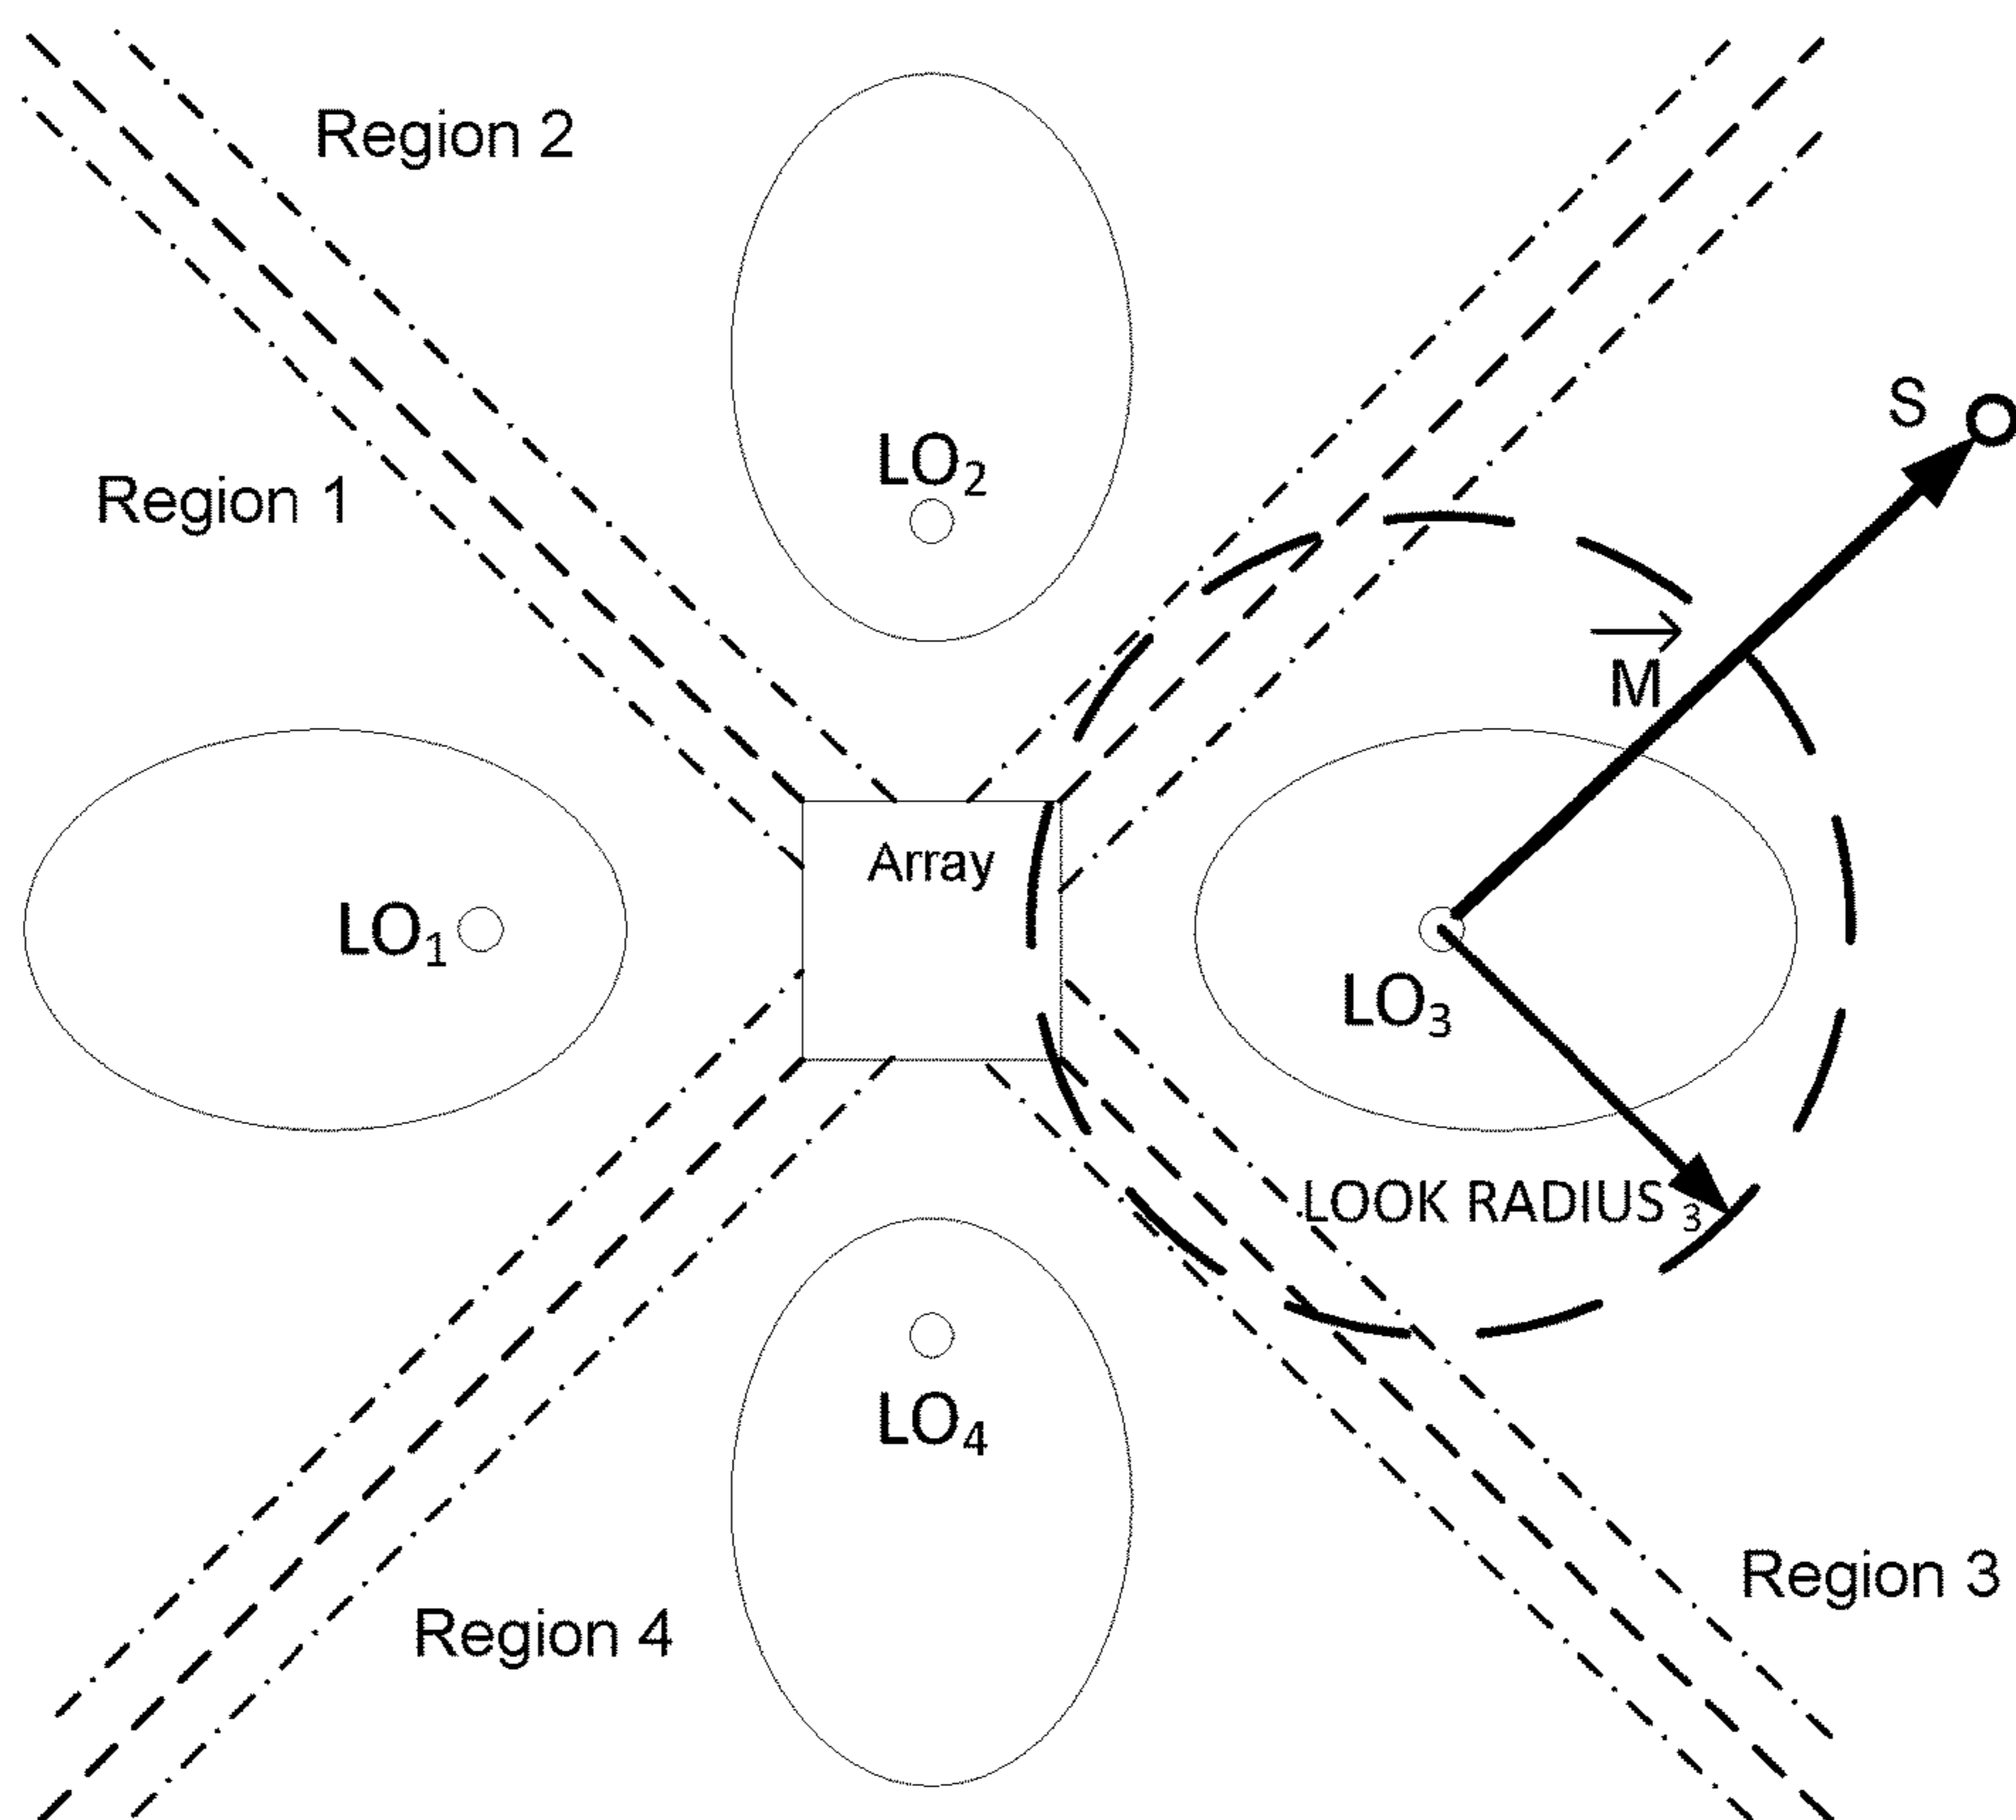 Region 2
S
LO₂
Region 1
M
Array
LO₁
LO₃
LOOK RADIUS ₃
LO₄
Region 3
Region 4